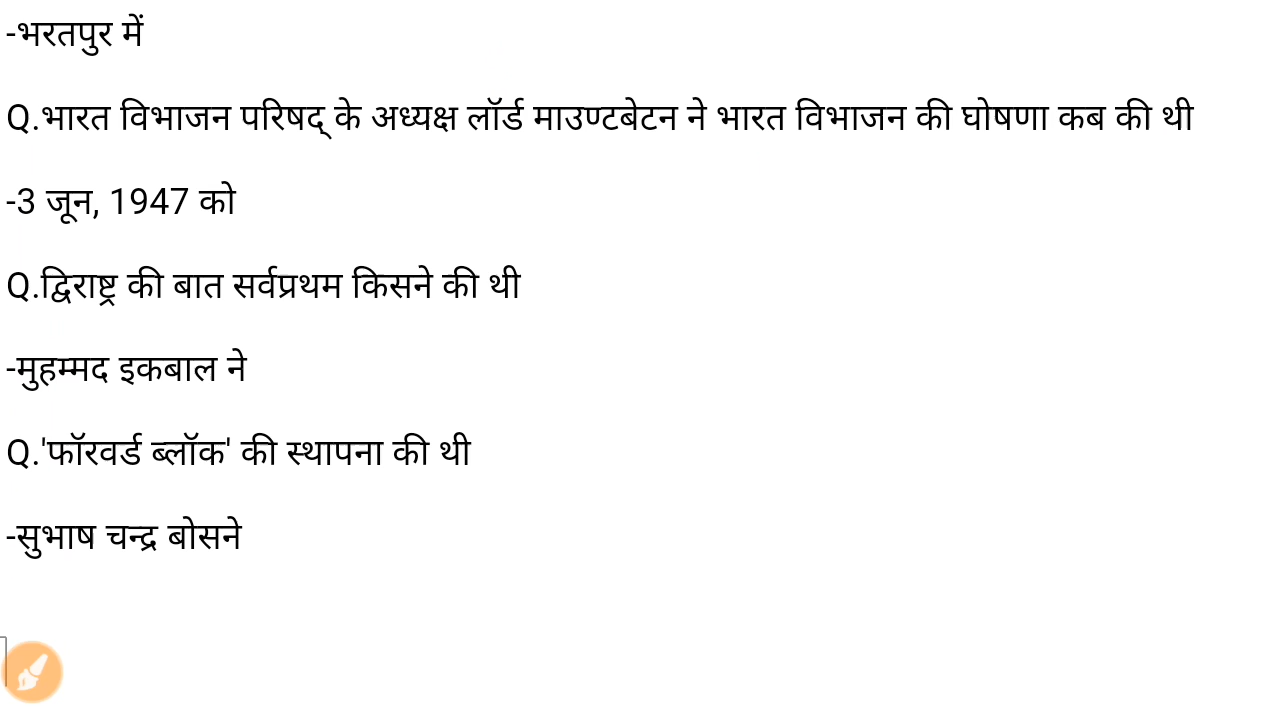 -भरतपुर में
Q.भारत विभाजन परिषद् के अध्यक्ष लॉर्ड माउण्टबेटन ने भारत विभाजन की घोषणा कब की थी
-3 जून, 1947 को
Q.द्विराष्ट्र की बात सर्वप्रथम किसने की थी
-मुहम्मद इकबाल ने
Q.'फॉरवर्ड ब्लॉक' की स्थापना की थी
-सुभाष चन्द्र बोसने